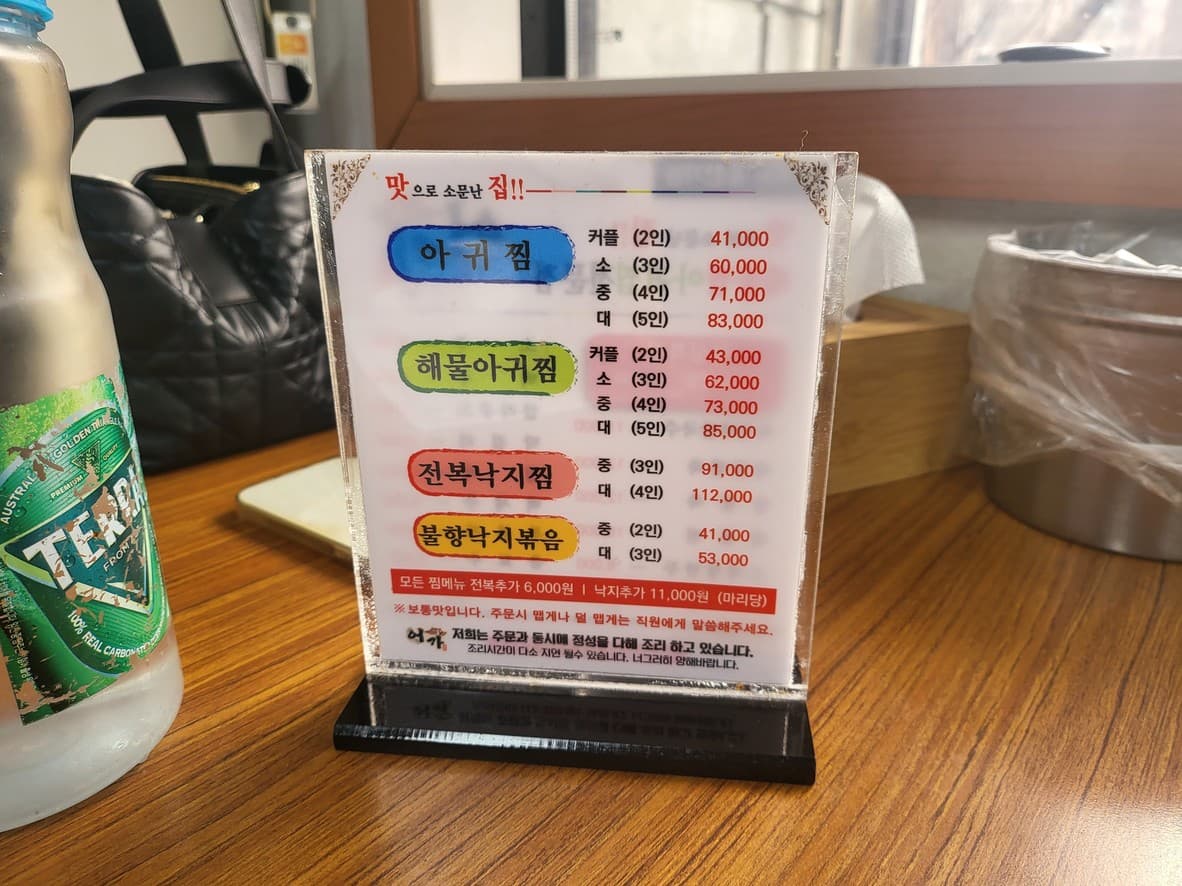 맛으로 소문난 집!!
아귀찜
커플 (2인) 41,000
소 (3인) 60,000
중 (4인) 71,000
대 (5인) 83,000
해물아귀찜
커플 (2인) 43,000
소 (3인) 62,000
중 (4인) 73,000
대 (5인) 85,000
전복낙지찜
중 (3인) 91,000
대 (4인) 112,000
불향낙지볶음
중 (2인) 41,000
대 (3인) 53,000
모든 찜메뉴 전복추가 6,000원 | 낙지추가 11,000원 (마리당)
※ 보통맛입니다. 주문시 맵게나 덜 맵게는 직원에게 말씀해주세요.
어가 저희는 주문과 동시에 정성을 다해 조리 하고 있습니다.
조리시간이 다소 지연 될수 있습니다. 너그러히 양해바랍니다.
GOLDEN TRIANGLE
PREMIUM
TERRA
FROM
100% REAL CARBONATION